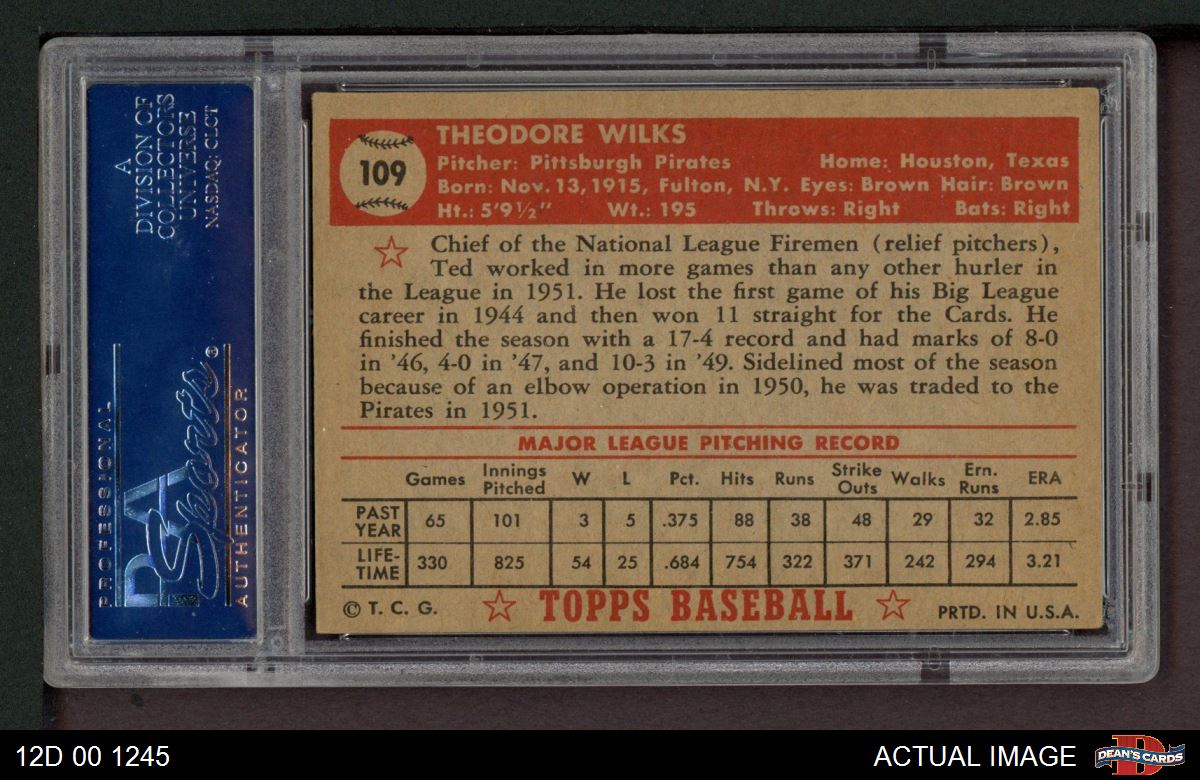 A
DIVISION OF
COLLECTORS
UNIVERSE
NASDAQ: CLCT
PROFESSIONAL
PSA
Sports®
AUTHENTICATOR
109
THEODORE WILKS
Pitcher: Pittsburgh Pirates Home: Houston, Texas
Born: Nov. 13, 1915, Fulton, N.Y. Eyes: Brown Hair: Brown
Ht.: 5'9½" Wt.: 195 Throws: Right Bats: Right
Chief of the National League Firemen (relief pitchers),
Ted worked in more games than any other hurler in
the League in 1951. He lost the first game of his Big League
career in 1944 and then won 11 straight for the Cards. He
finished the season with a 17-4 record and had marks of 8-0
in '46, 4-0 in '47, and 10-3 in '49. Sidelined most of the season
because of an elbow operation in 1950, he was traded to the
Pirates in 1951.
MAJOR LEAGUE PITCHING RECORD
Games Innings Pitched W L Pct. Hits Runs Strike Outs Walks Ern. Runs ERA
PAST YEAR 65 101 3 5 .375 88 38 48 29 32 2.85
LIFE-TIME 330 825 54 25 .684 754 322 371 242 294 3.21
© T. C. G. TOPPS BASEBALL PRTD. IN U.S.A.
12D 00 1245 ACTUAL IMAGE DEAN'S CARDS